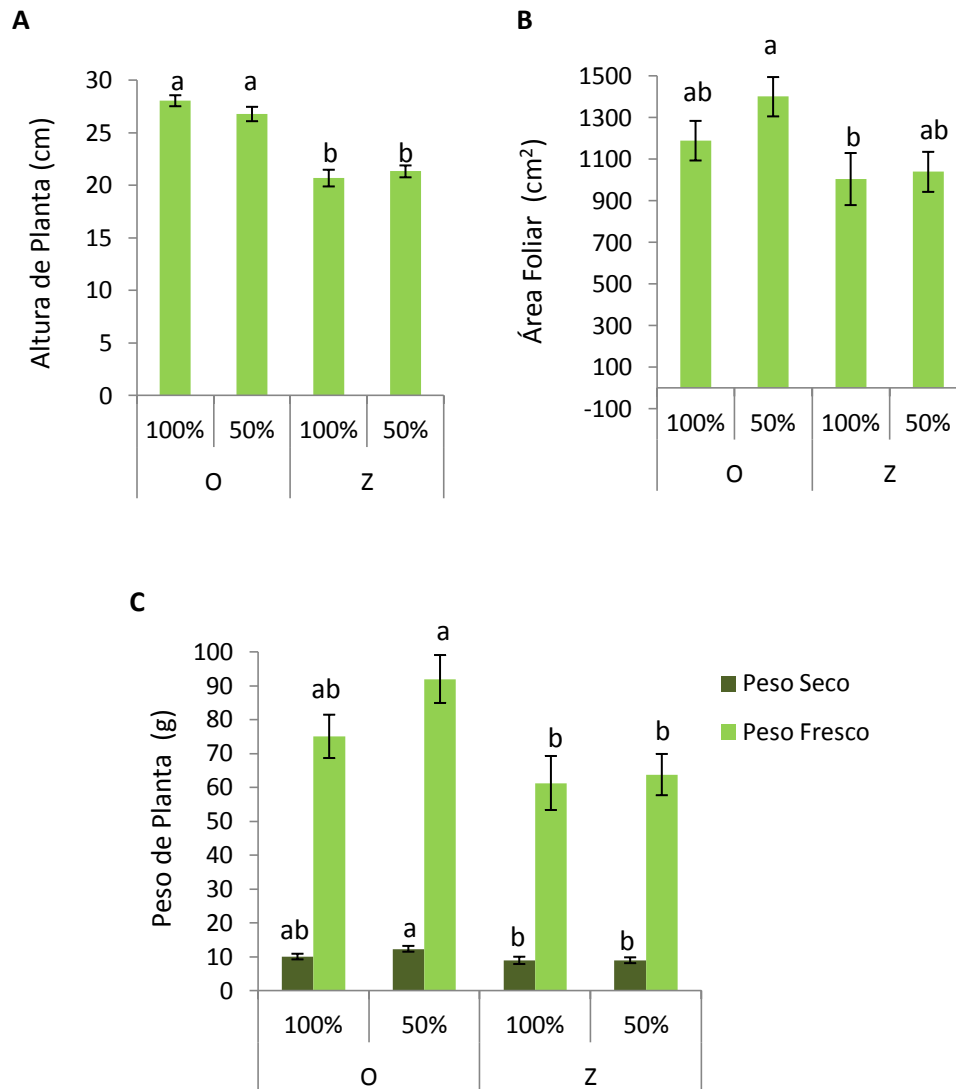 A
Altura de Planta (cm)
30
25
20
15
10
5
0
a a b b
100% 50% 100% 50%
O Z
B
Área Foliar (cm²)
1500
1300
1100
900
700
500
300
100
-100
ab a b ab
100% 50% 100% 50%
O Z
C
Peso de Planta (g)
100
90
80
70
60
50
40
30
20
10
0
ab a b b
ab a b b
Peso Seco
Peso Fresco
100% 50% 100% 50%
O Z